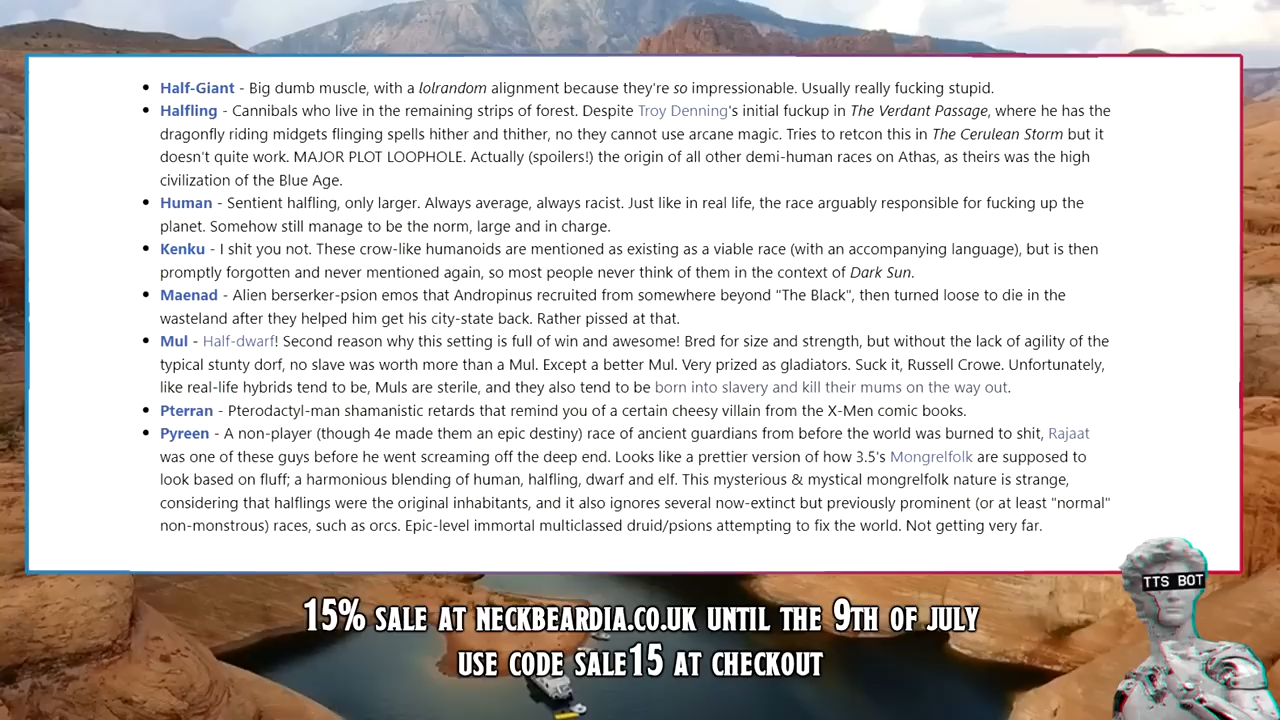 Half-Giant - Big dumb muscle, with a lolrandom alignment because they're so impressionable. Usually really fucking stupid.
Halfling - Cannibals who live in the remaining strips of forest. Despite Troy Denning's initial fuckup in The Verdant Passage, where he has the
dragonfly riding midgets flinging spells hither and thither, no they cannot use arcane magic. Tries to retcon this in The Cerulean Storm but it
doesn't quite work. MAJOR PLOT LOOPHOLE. Actually (spoilers!) the origin of all other demi-human races on Athas, as theirs was the high
civilization of the Blue Age.
Human - Sentient halfling, only larger. Always average, always racist. Just like in real life, the race arguably responsible for fucking up the
planet. Somehow still manage to be the norm, large and in charge.
Kenku - I shit you not. These crow-like humanoids are mentioned as existing as a viable race (with an accompanying language), but is then
promptly forgotten and never mentioned again, so most people never think of them in the context of Dark Sun.
Maenad - Alien berserker-psion emos that Andropinus recruited from somewhere beyond "The Black", then turned loose to die in the
wasteland after they helped him get his city-state back. Rather pissed at that.
Mul - Half-dwarf! Second reason why this setting is full of win and awesome! Bred for size and strength, but without the lack of agility of the
typical stunty dorf, no slave was worth more than a Mul. Except a better Mul. Very prized as gladiators. Suck it, Russell Crowe. Unfortunately,
like real-life hybrids tend to be, Muls are sterile, and they also tend to be born into slavery and kill their mums on the way out.
Pterran - Pterodactyl-man shamanistic retards that remind you of a certain cheesy villain from the X-Men comic books.
Pyreen - A non-player (though 4e made them an epic destiny) race of ancient guardians from before the world was burned to shit, Rajaat
was one of these guys before he went screaming off the deep end. Looks like a prettier version of how 3.5's Mongrelfolk are supposed to
look based on fluff; a harmonious blending of human, halfling, dwarf and elf. This mysterious & mystical mongrelfolk nature is strange,
considering that halflings were the original inhabitants, and it also ignores several now-extinct but previously prominent (or at least "normal"
non-monstrous) races, such as orcs. Epic-level immortal multiclassed druid/psions attempting to fix the world. Not getting very far.
TTS BOT
15% SALE AT NECKBEARDIA.CO.UK UNTIL THE 9TH OF JULY
USE CODE SALE15 AT CHECKOUT